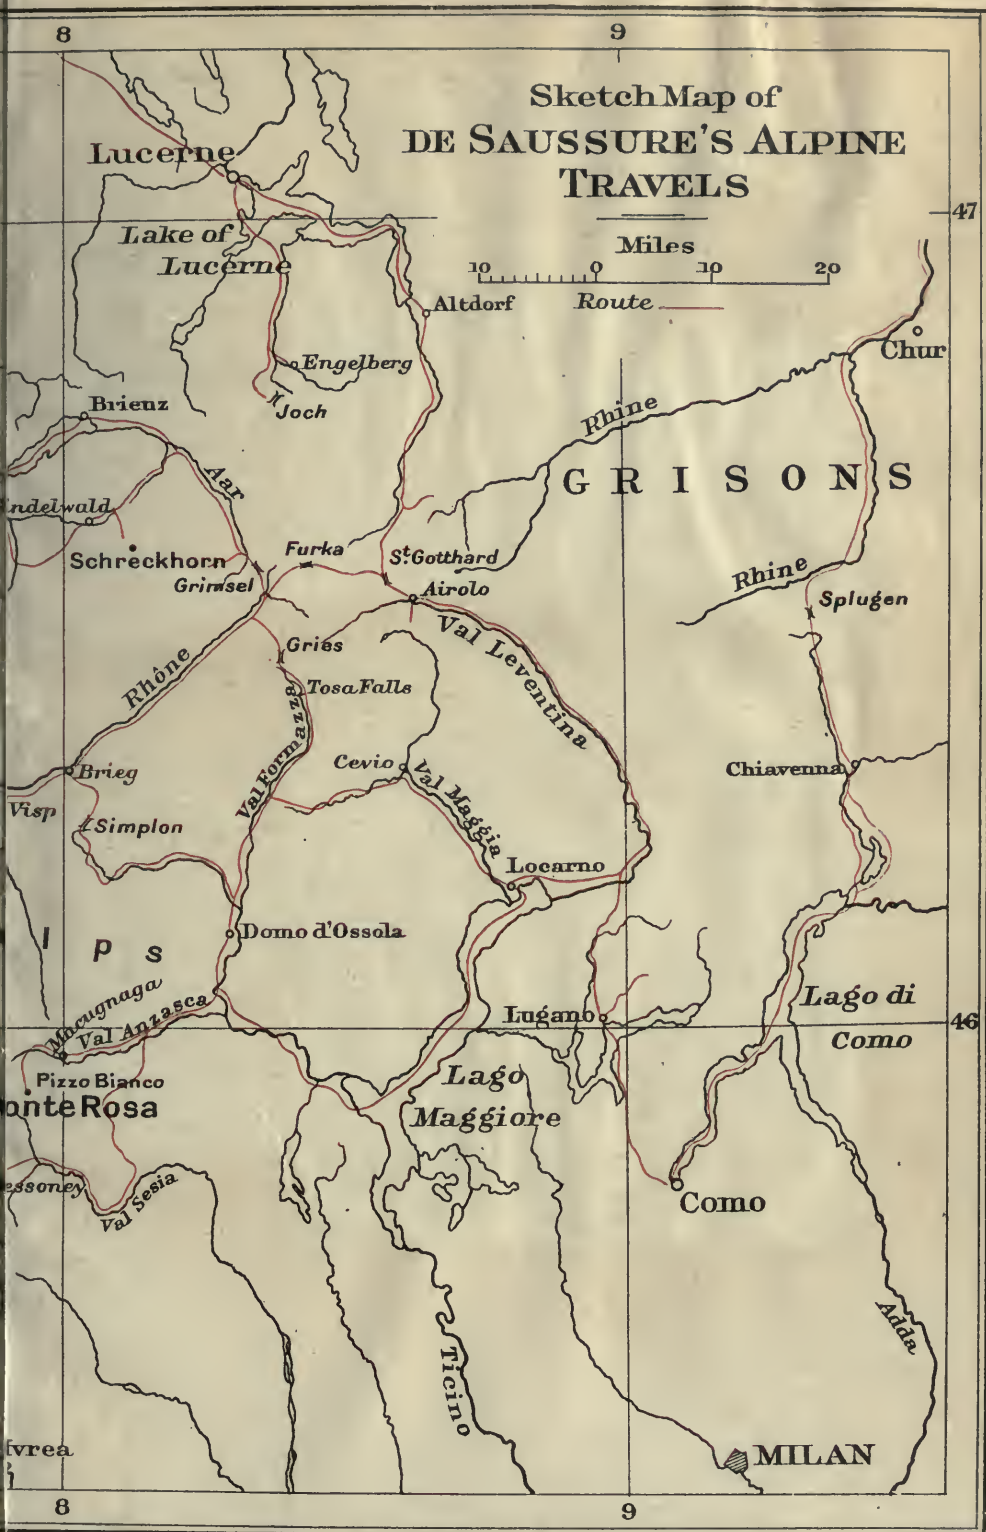 8
9
Sketch Map of
DE SAUSSURE'S ALPINE
TRAVELS
Miles
10 0 10 20
Route
47
Lucerne
Lake of
Lucerne
Altdorf
Engelberg
Joch
Chur
Rhine
GRISONS
Brienz
Aar
indelwald
Schreckhorn
Furka
St. Gotthard
Grimsel
Airolo
Rhine
Splugen
Gries
Val Leventina
Rhône
Tosa Falls
Val Formazza
Cevio
Val Maggia
Brieg
Visp
Simplon
Chiavenna
Locarno
Domo d'Ossola
lps
Macugnaga
Val Anzasca
Lugano
Lago di
Como
46
Pizzo Bianco
onte Rosa
Lago
Maggiore
essoney
Val Sesia
Como
Adda
Ticino
Ivrea
MILAN
8
9